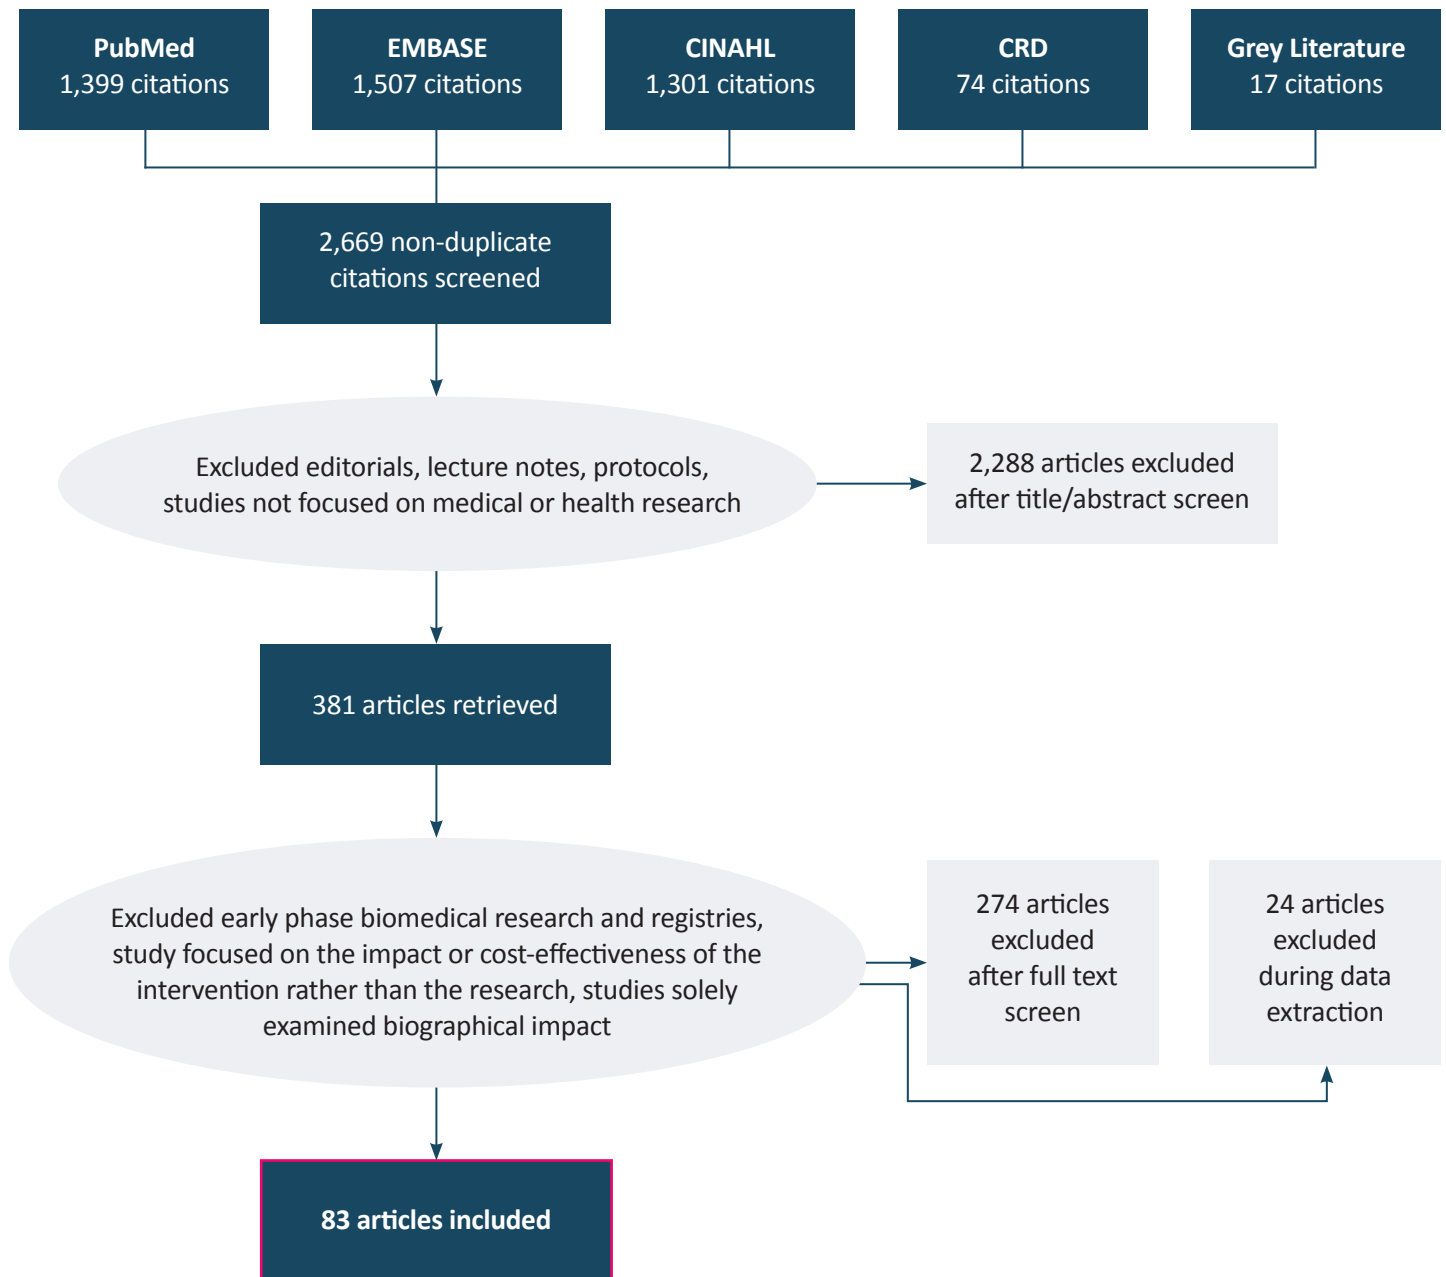 PubMed
1,399 citations
EMBASE
1,507 citations
CINAHL
1,301 citations
CRD
74 citations
Grey Literature
17 citations
2,669 non-duplicate
citations screened
Excluded editorials, lecture notes, protocols,
studies not focused on medical or health research
2,288 articles excluded
after title/abstract screen
381 articles retrieved
Excluded early phase biomedical research and registries,
study focused on the impact or cost-effectiveness of the
intervention rather than the research, studies solely
examined biographical impact
274 articles
excluded
after full text
screen
24 articles
excluded
during data
extraction
83 articles included